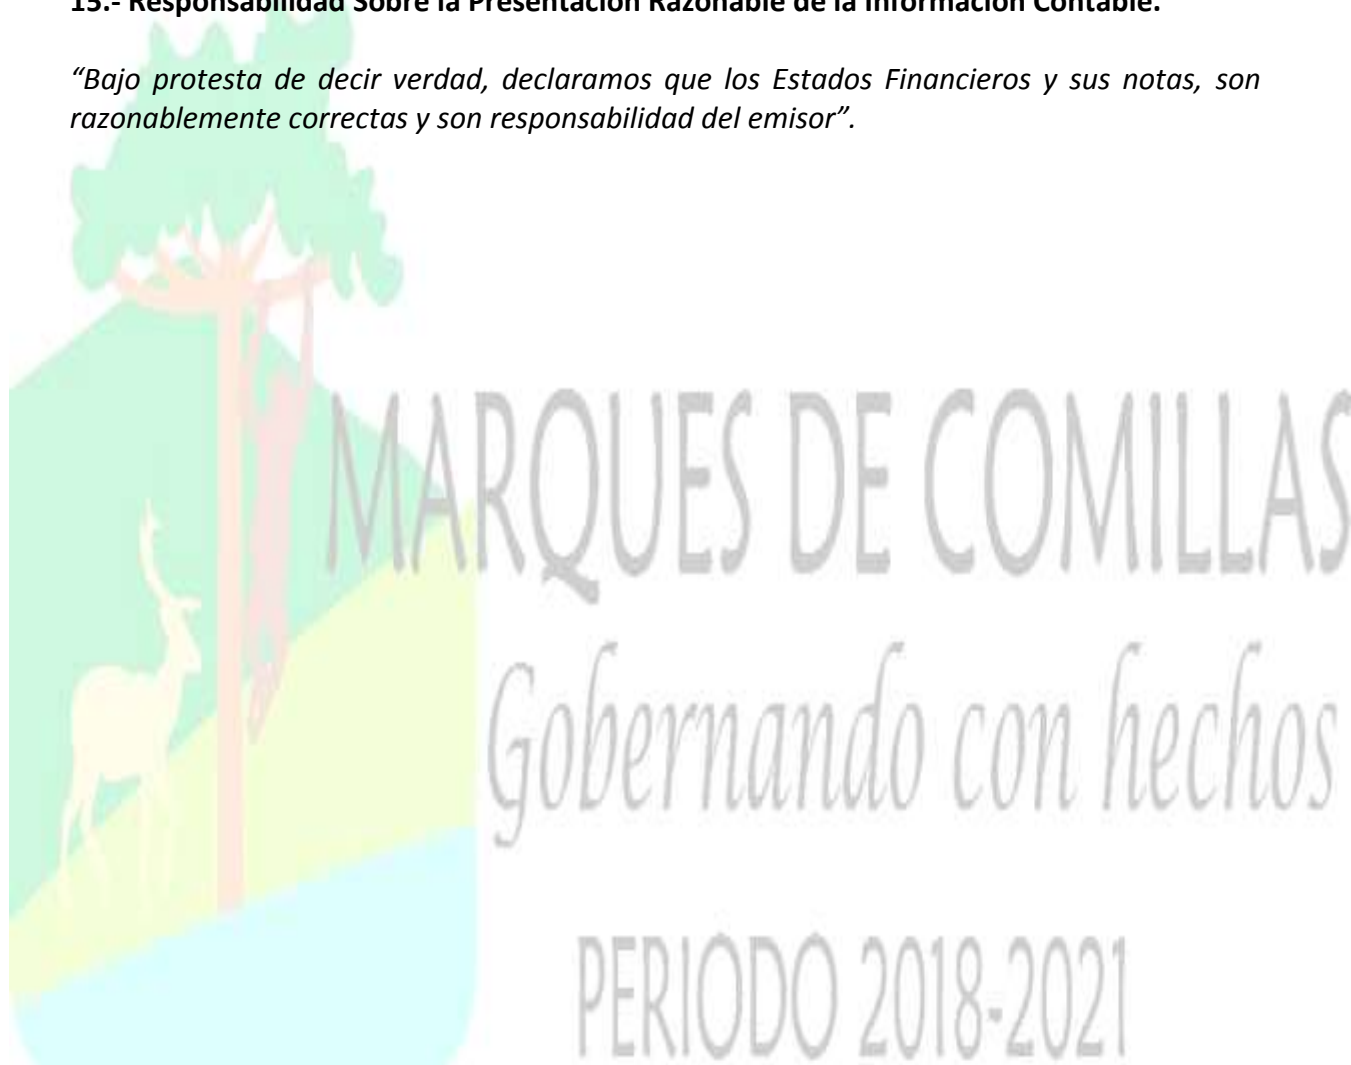 15.- Responsabilidad Sobre la Presentación Razonable de la Información Contable.
“Bajo protesta de decir verdad, declaramos que los Estados Financieros y sus notas, son
razonablemente correctas y son responsabilidad del emisor”.
MARQUES DE COMILLAS
Gobernando con hechos
PERIODO 2018-2021